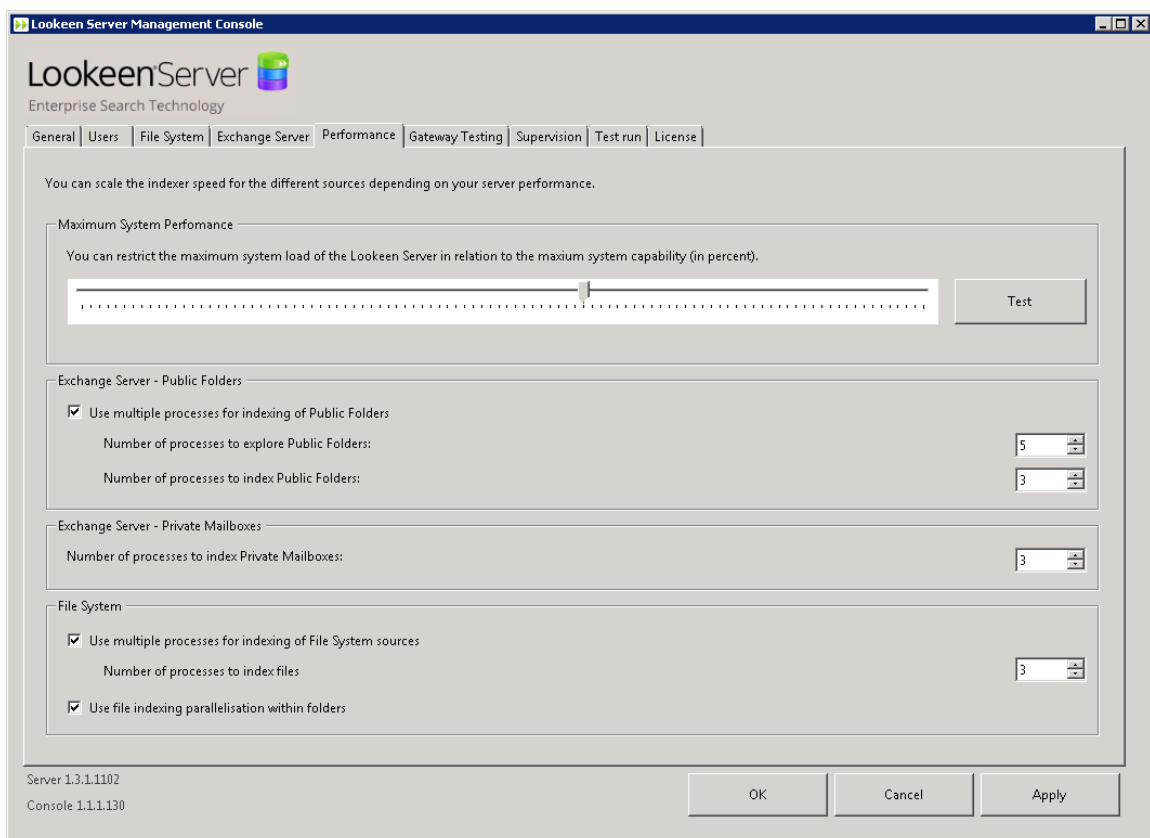 Lookeen Server Management Console
Lookeen®Server
Enterprise Search Technology
General Users File System Exchange Server Performance Gateway Testing Supervision Test run License
You can scale the indexer speed for the different sources depending on your server performance.
Maximum System Perfomance
You can restrict the maximum system load of the Lookeen Server in relation to the maxium system capability (in percent).
Test
Exchange Server - Public Folders
Use multiple processes for indexing of Public Folders
Number of processes to explore Public Folders: 5
Number of processes to index Public Folders: 3
Exchange Server - Private Mailboxes
Number of processes to index Private Mailboxes: 3
File System
Use multiple processes for indexing of File System sources
Number of processes to index files 3
Use file indexing parallelisation within folders
Server 1.3.1.1102
Console 1.1.1.130
OK Cancel Apply